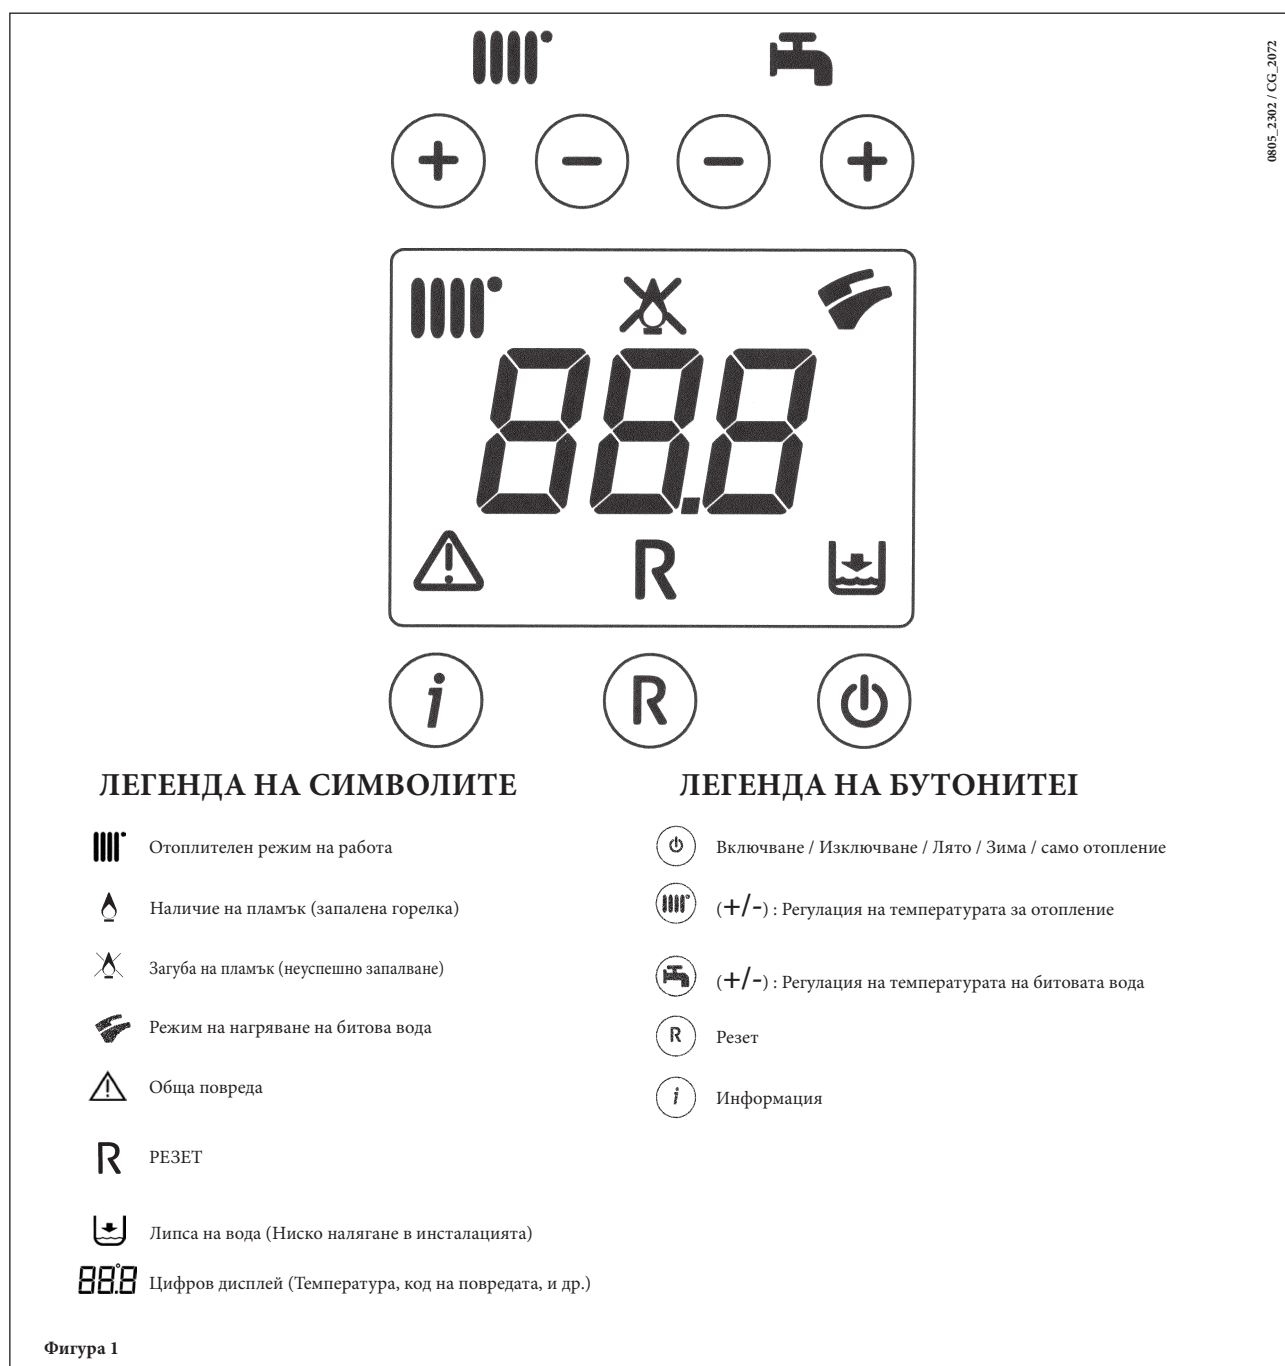 0805_2302 / CG_2072
+ - - +
88.8
R
i R
ЛЕГЕНДА НА СИМВОЛИТЕ
Отоплителен режим на работа
Наличие на пламък (запалена горелка)
Загуба на пламък (неуспешно запалване)
Режим на нагряване на битова вода
Обща повреда
R РЕЗЕТ
Липса на вода (Ниско налягане в инсталацията)
88.8 Цифров дисплей (Температура, код на повредата, и др.)
ЛЕГЕНДА НА БУТОНИТЕI
Включване / Изключване / Лято / Зима / само отопление
(+/-) : Регулация на температурата за отопление
(+/-) : Регулация на температурата на битовата вода
R Резет
i Информация
Фигура 1